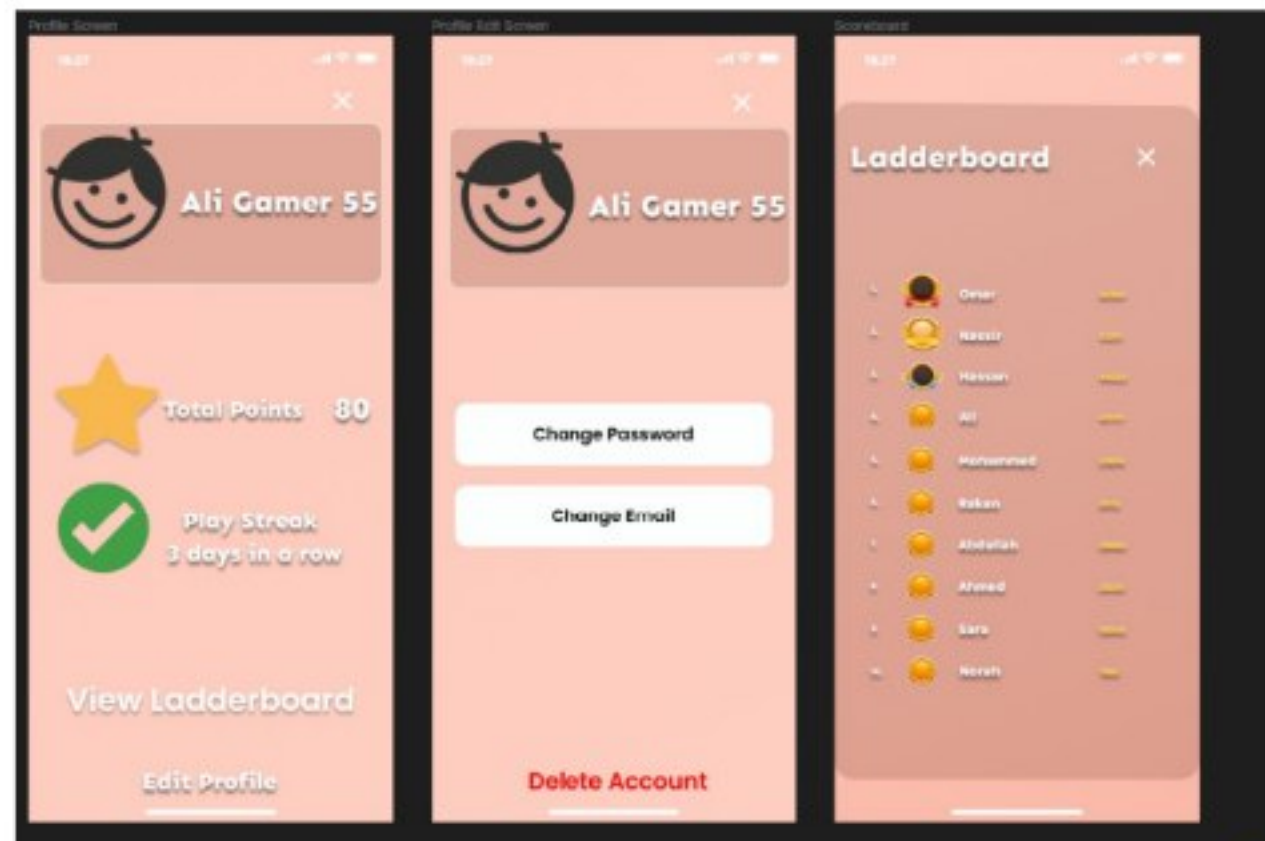 Profile Screen
Ali Gamer 55
Total Points 80
Play Streak
3 days in a row
View Ladderboard
Edit Profile
Profile Edit Screen
Ali Gamer 55
Change Password
Change Email
Delete Account
Scoreboard
Ladderboard
Omar
Nassir
Hassan
Ali
Mohammed
Rakan
Abdullah
Ahmed
Sara
Norah